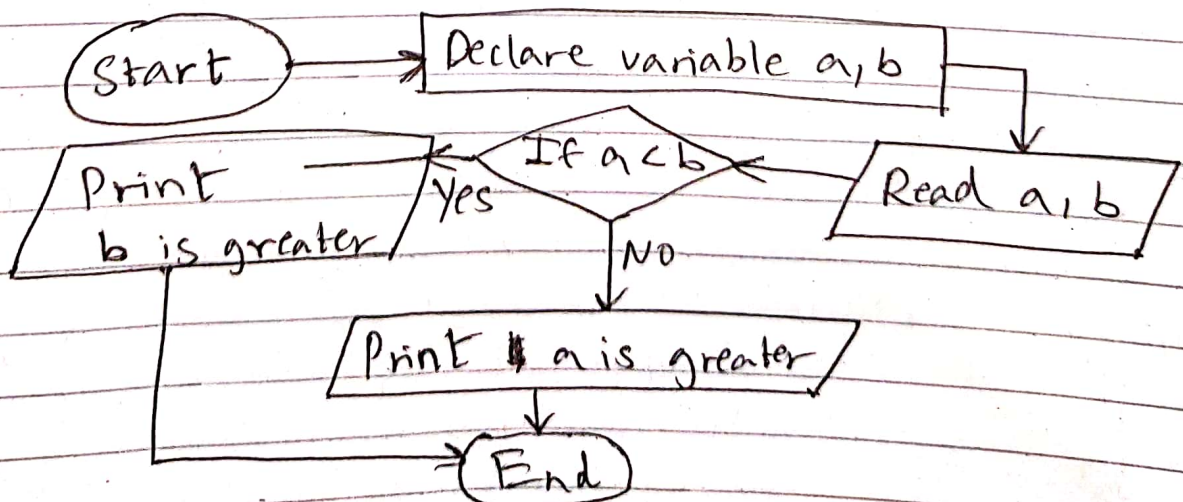 Start
Declare variable a, b
Read a, b
If a < b
Yes
Print
b is greater
NO
Print a is greater
End